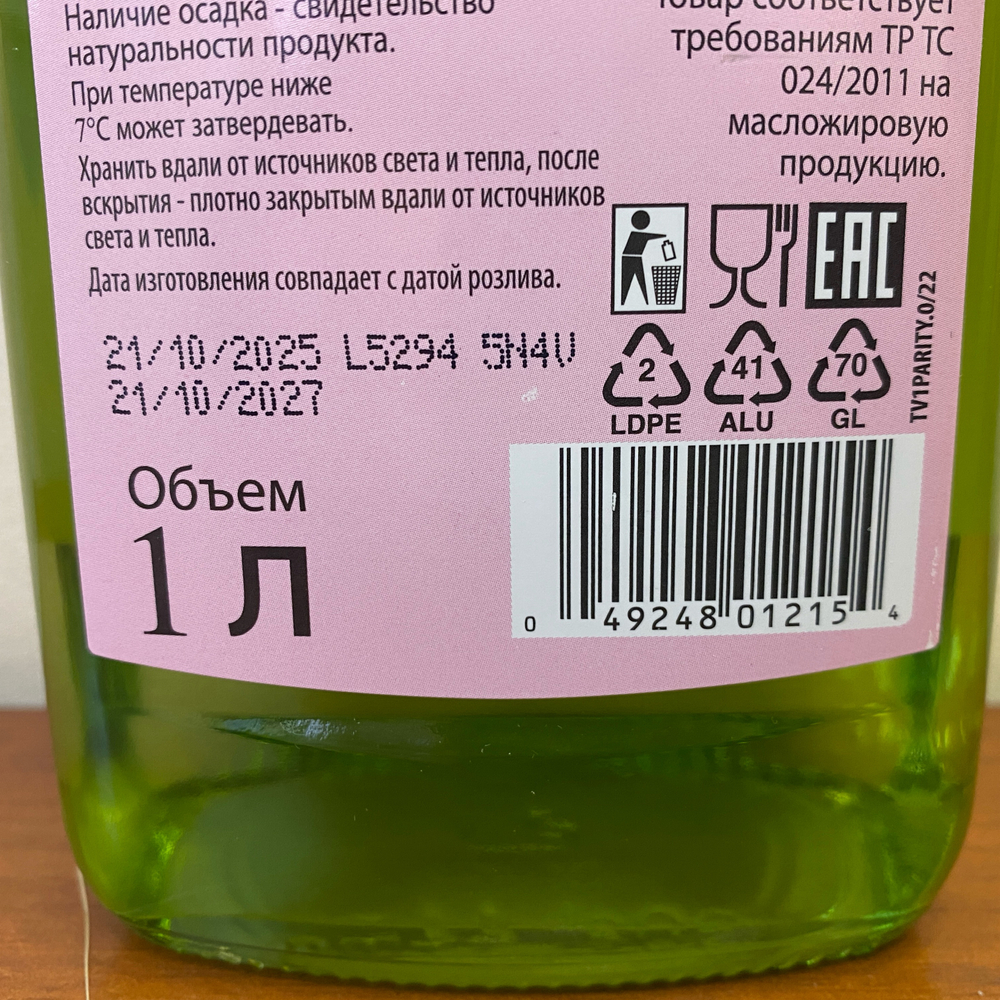 Наличие осадка - свидетельство
натуральности продукта.
При температуре ниже
7°С может затвердевать.
Хранить вдали от источников света и тепла, после
вскрытия - плотно закрытым вдали от источников
света и тепла.
Дата изготовления совпадает с датой розлива.
21/10/2025 L5294 5N4V
21/10/2027
Объем
1 л
Товар соответствует
требованиям ТР ТС
024/2011 на
масложировую
продукцию.
EAC
2
LDPE
41
ALU
70
GL
TV1PARITY.0/22
0 49248 01215 4